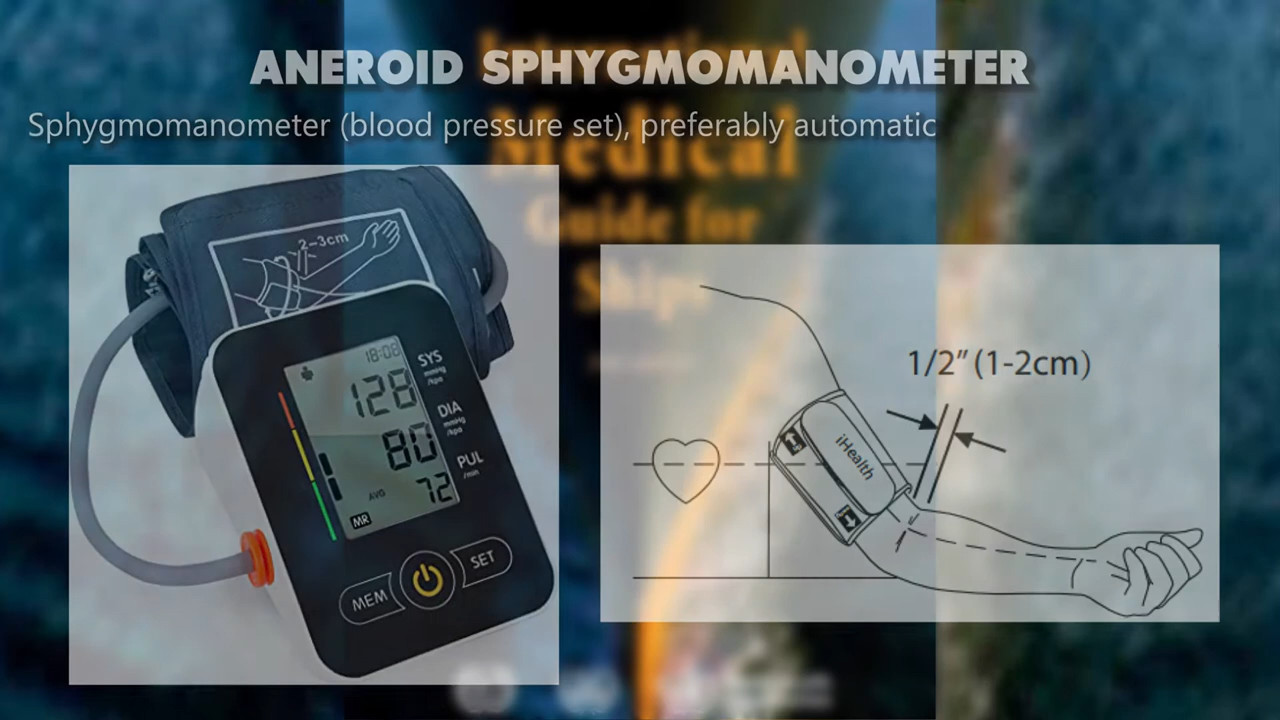 ANEROID SPHYGMOMANOMETER
Sphygmomanometer (blood pressure set), preferably automatic
International
Medical
Guide for
Ships
2-3cm
18:08
SYS
mmHg
/kpa
128
DIA
mmHg
/kpa
80
PUL
/min
72
AVG
MR
MEM
SET
1/2" (1-2cm)
iHealth